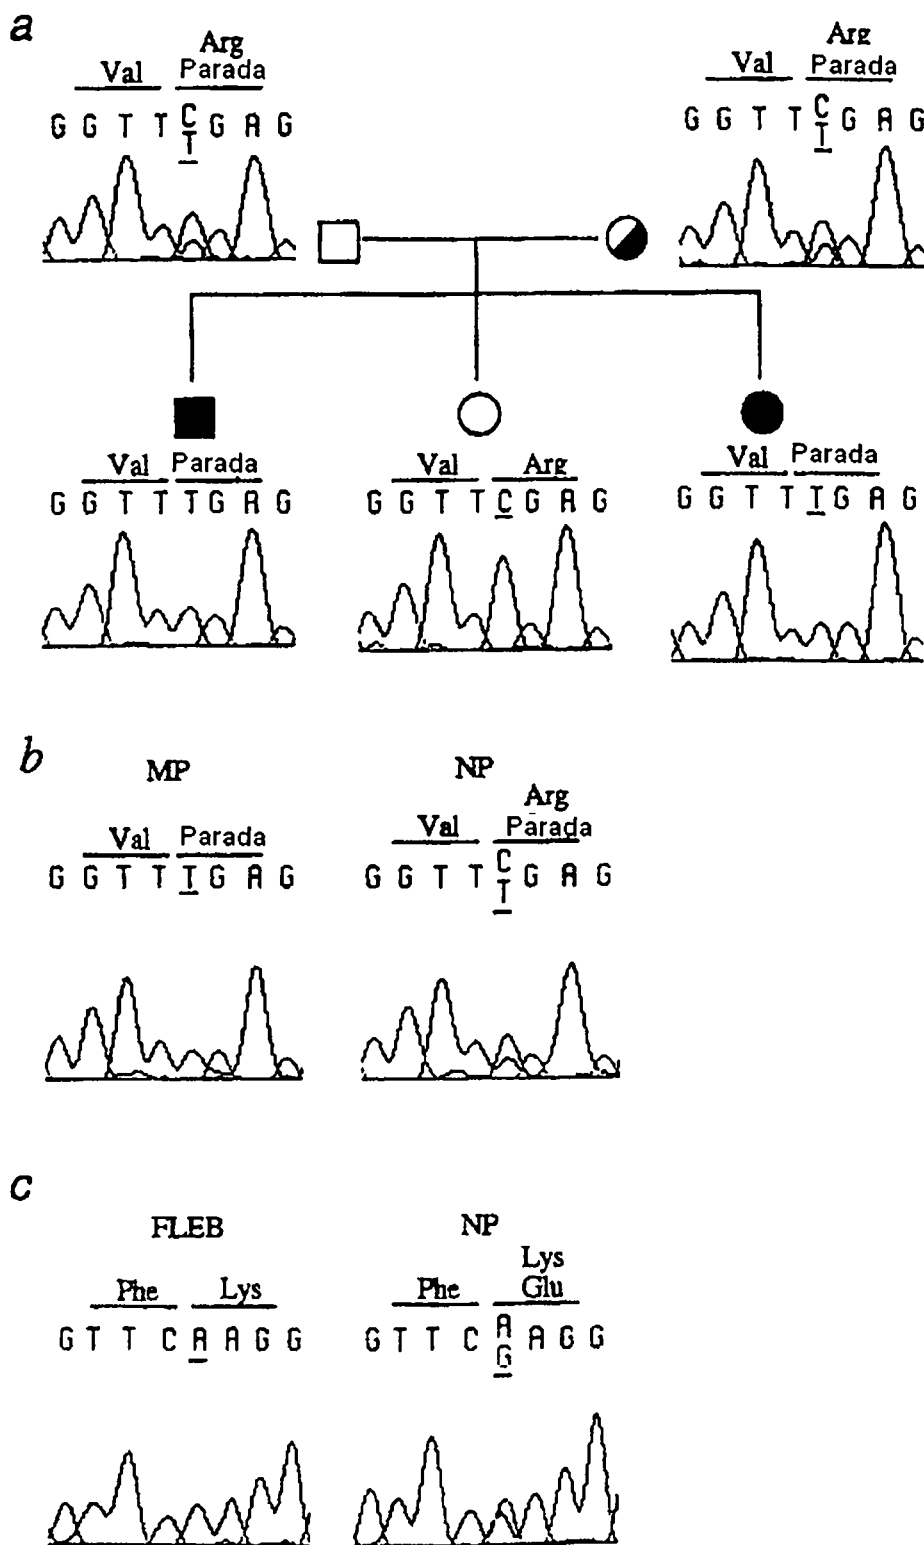 a
Arg
Val Parada
G G T T C G A G
T
Arg
Val Parada
G G T T C G A G
T
Val Parada
G G T T T G A G
Val Arg
G G T T C G A G
Val Parada
G G T T T G A G
b
MP
Val Parada
G G T T T G A G
NP
Arg
Val Parada
G G T T C G A G
T
c
FLEB
Phe Lys
G T T C A A G G
NP
Lys
Phe Glu
G T T C A A G G
G